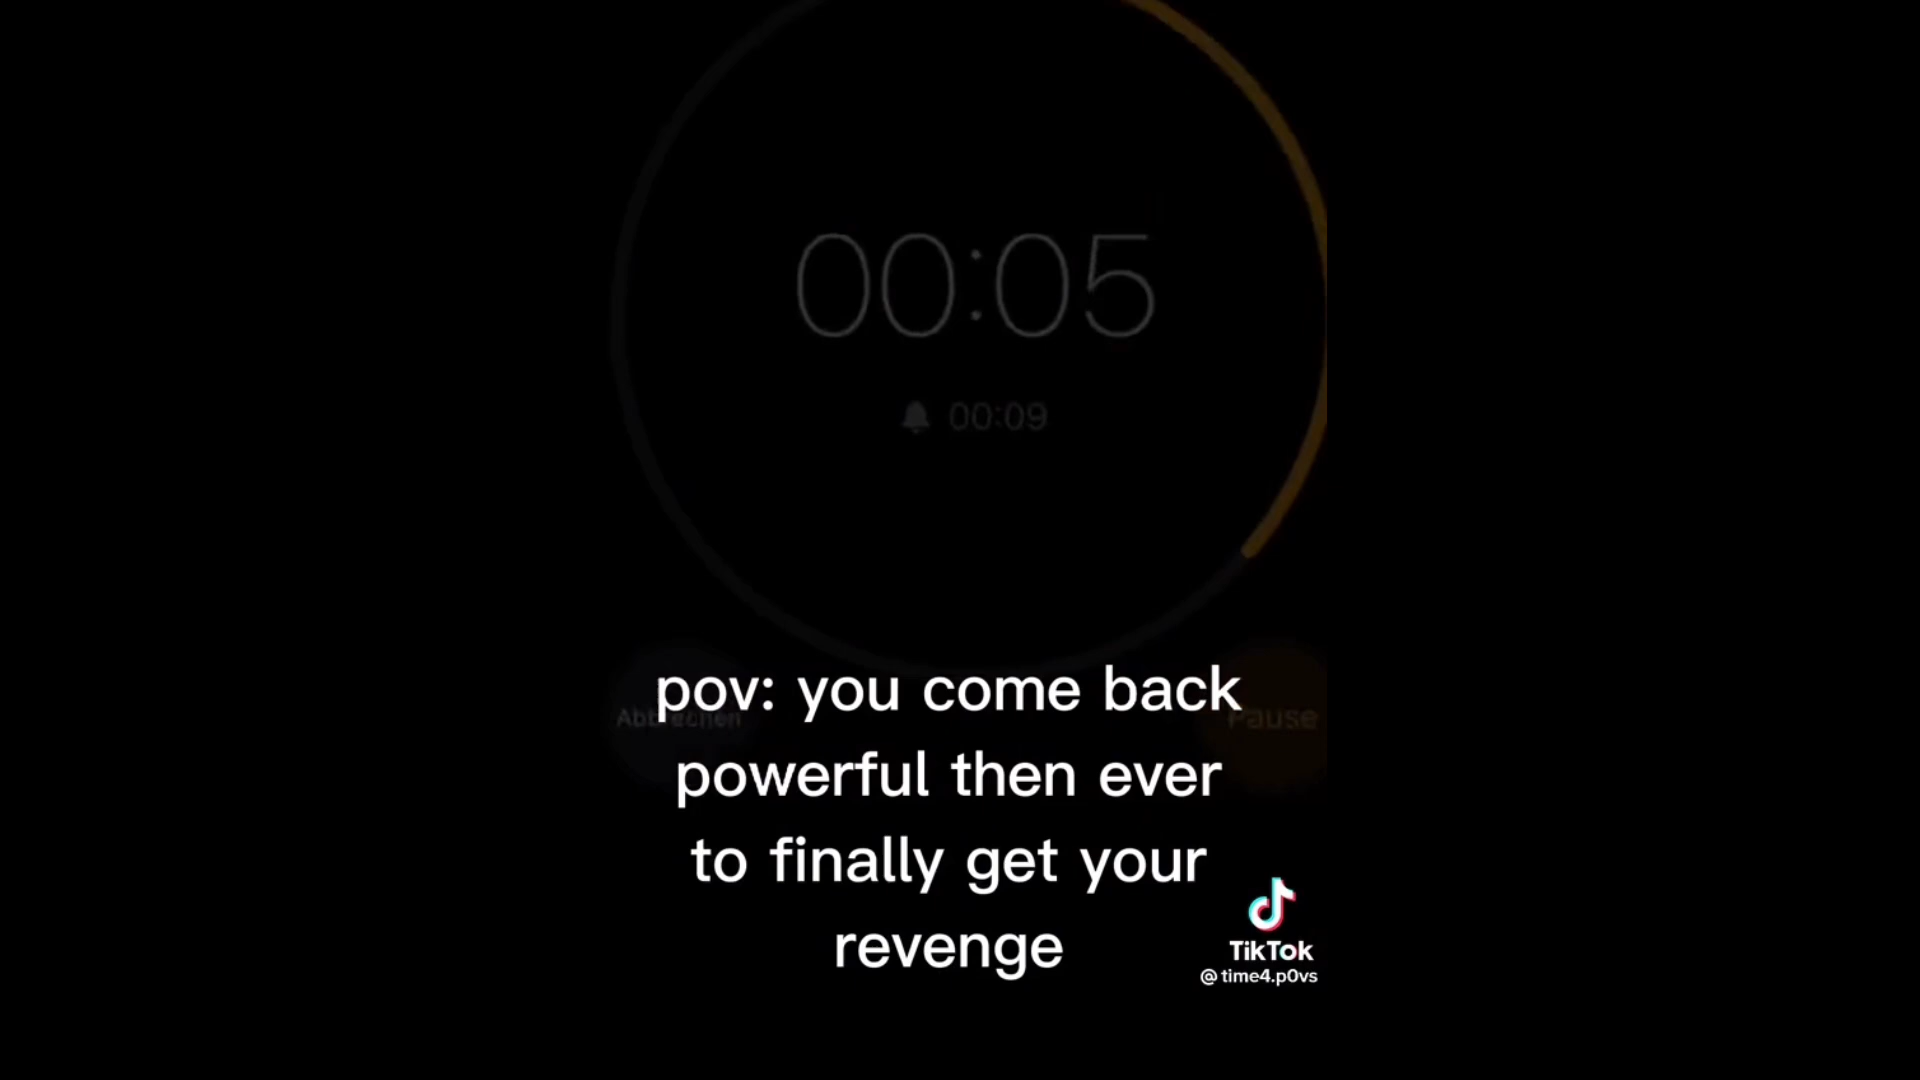 00:05
00:09
Abbrechen
Pause
pov: you come back
powerful then ever
to finally get your
revenge
TikTok
@time4.p0vs